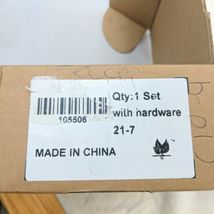 Qty:1 Set
105506
with hardware
21-7
MADE IN CHINA